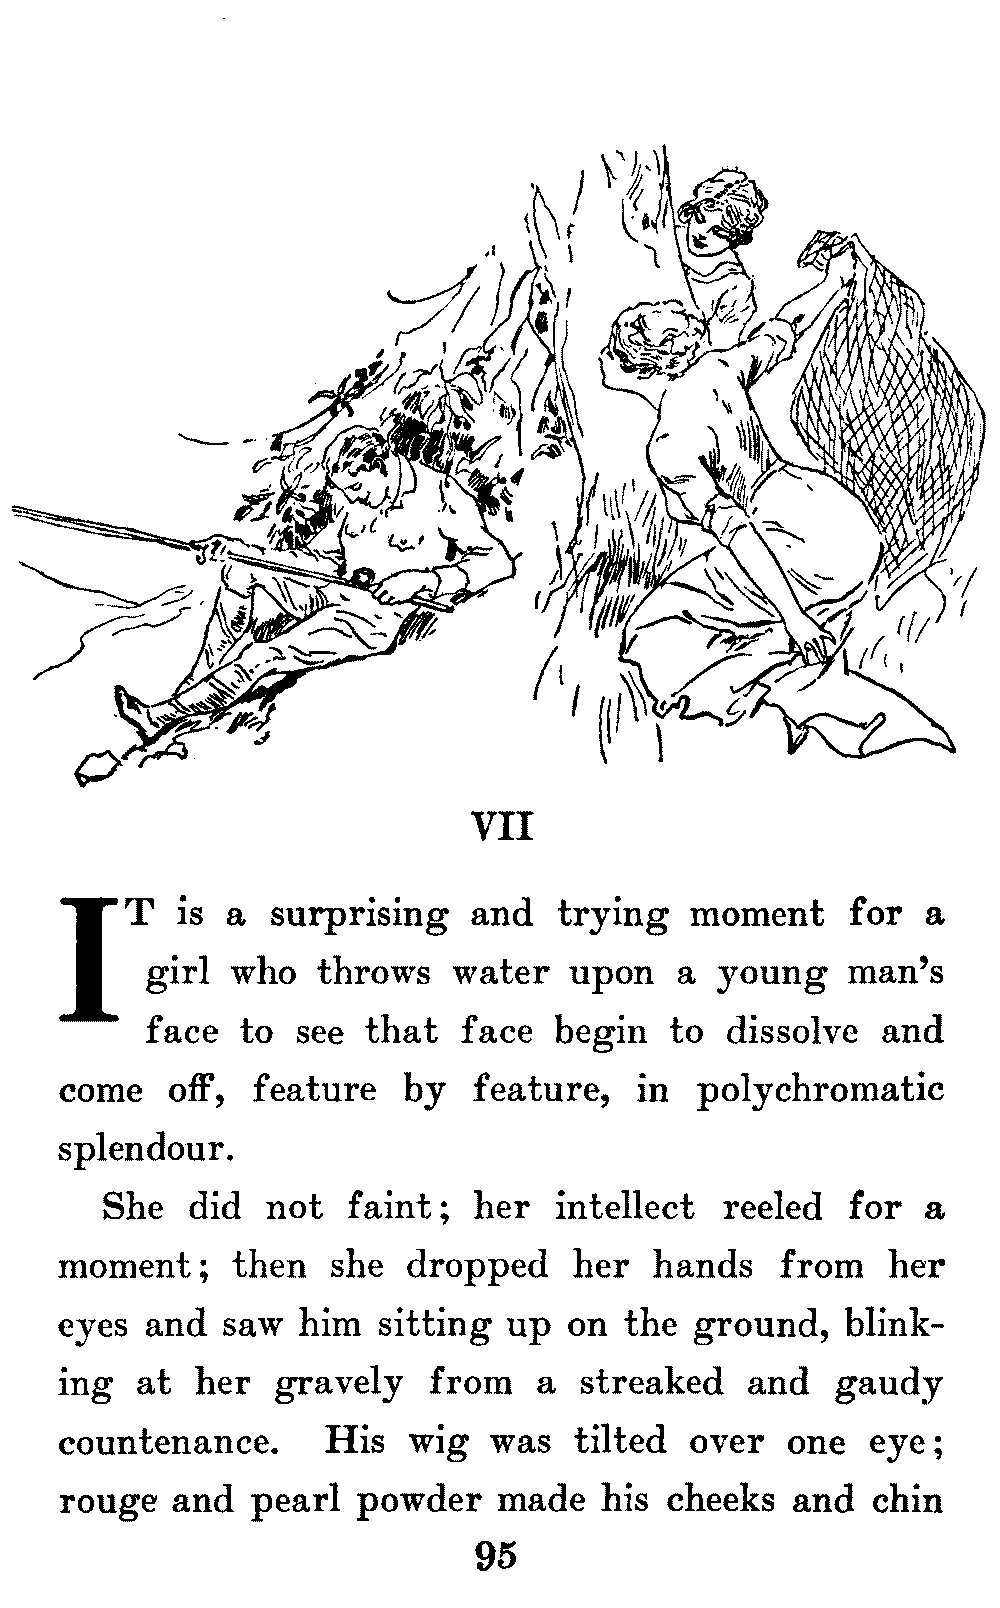 VII
IT is a surprising and trying moment for a
girl who throws water upon a young man's
face to see that face begin to dissolve and
come off, feature by feature, in polychromatic
splendour.
She did not faint; her intellect reeled for a
moment; then she dropped her hands from her
eyes and saw him sitting up on the ground, blink-
ing at her gravely from a streaked and gaudy
countenance. His wig was tilted over one eye;
rouge and pearl powder made his cheeks and chin
95